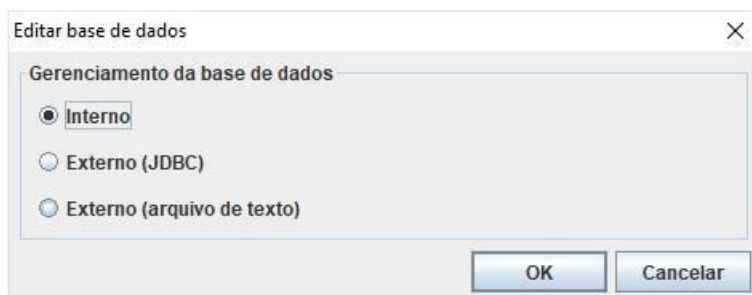 Editar base de dados
Gerenciamento da base de dados
Interno
Externo (JDBC)
Externo (arquivo de texto)
OK Cancelar